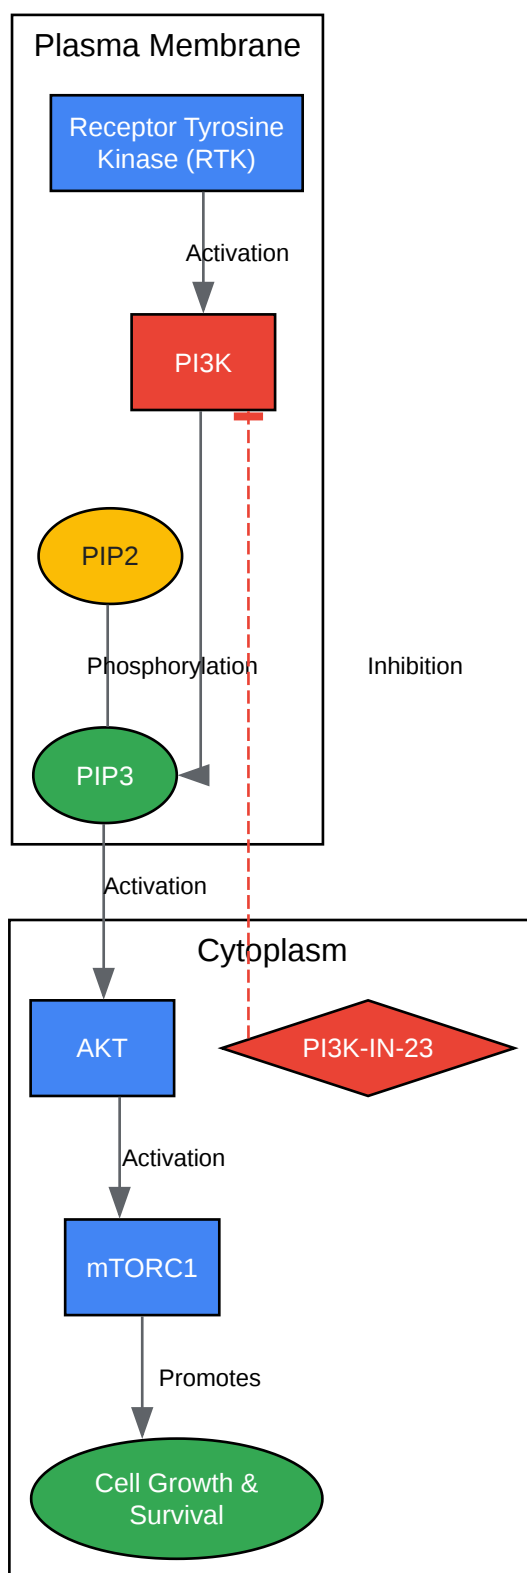 Plasma Membrane
Receptor Tyrosine
Kinase (RTK)
Activation
PI3K
PIP2
Phosphorylation
Inhibition
PIP3
Activation
Cytoplasm
AKT
PI3K-IN-23
Activation
mTORC1
Promotes
Cell Growth &
Survival